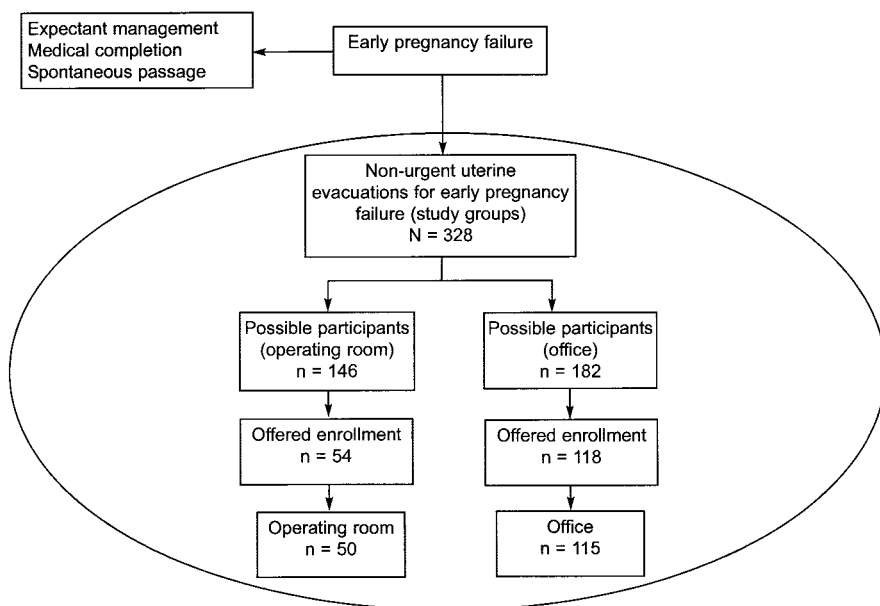 Expectant management
Medical completion
Spontaneous passage
Early pregnancy failure
Non-urgent uterine
evacuations for early pregnancy
failure (study groups)
N = 328
Possible participants
(operating room)
n = 146
Possible participants
(office)
n = 182
Offered enrollment
n = 54
Offered enrollment
n = 118
Operating room
n = 50
Office
n = 115